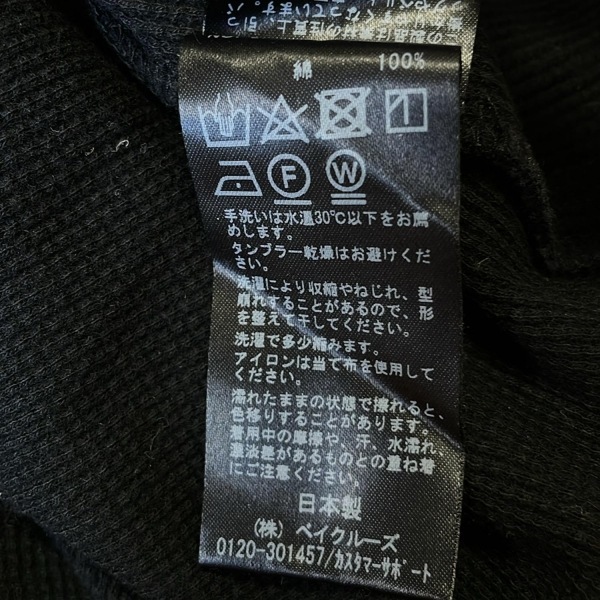 綿 100%
F W
手洗いは水温30℃以下をお薦
めします。
タンブラー乾燥はお避けくだ
さい。
洗濯により収縮やねじれ、型
崩れすることがあるので、形
を整えて干してください。
洗濯で多少縮みます。
アイロンは当て布を使用して
ください。
濡れたままの状態で擦れると、
色移りすることがあります。
着用中の摩擦や、汗、水濡れ、
濃淡差があるものとの重ね着
にご注意ください。
日本製
(株) ベイクルーズ
0120-301457/カスタマーサポート